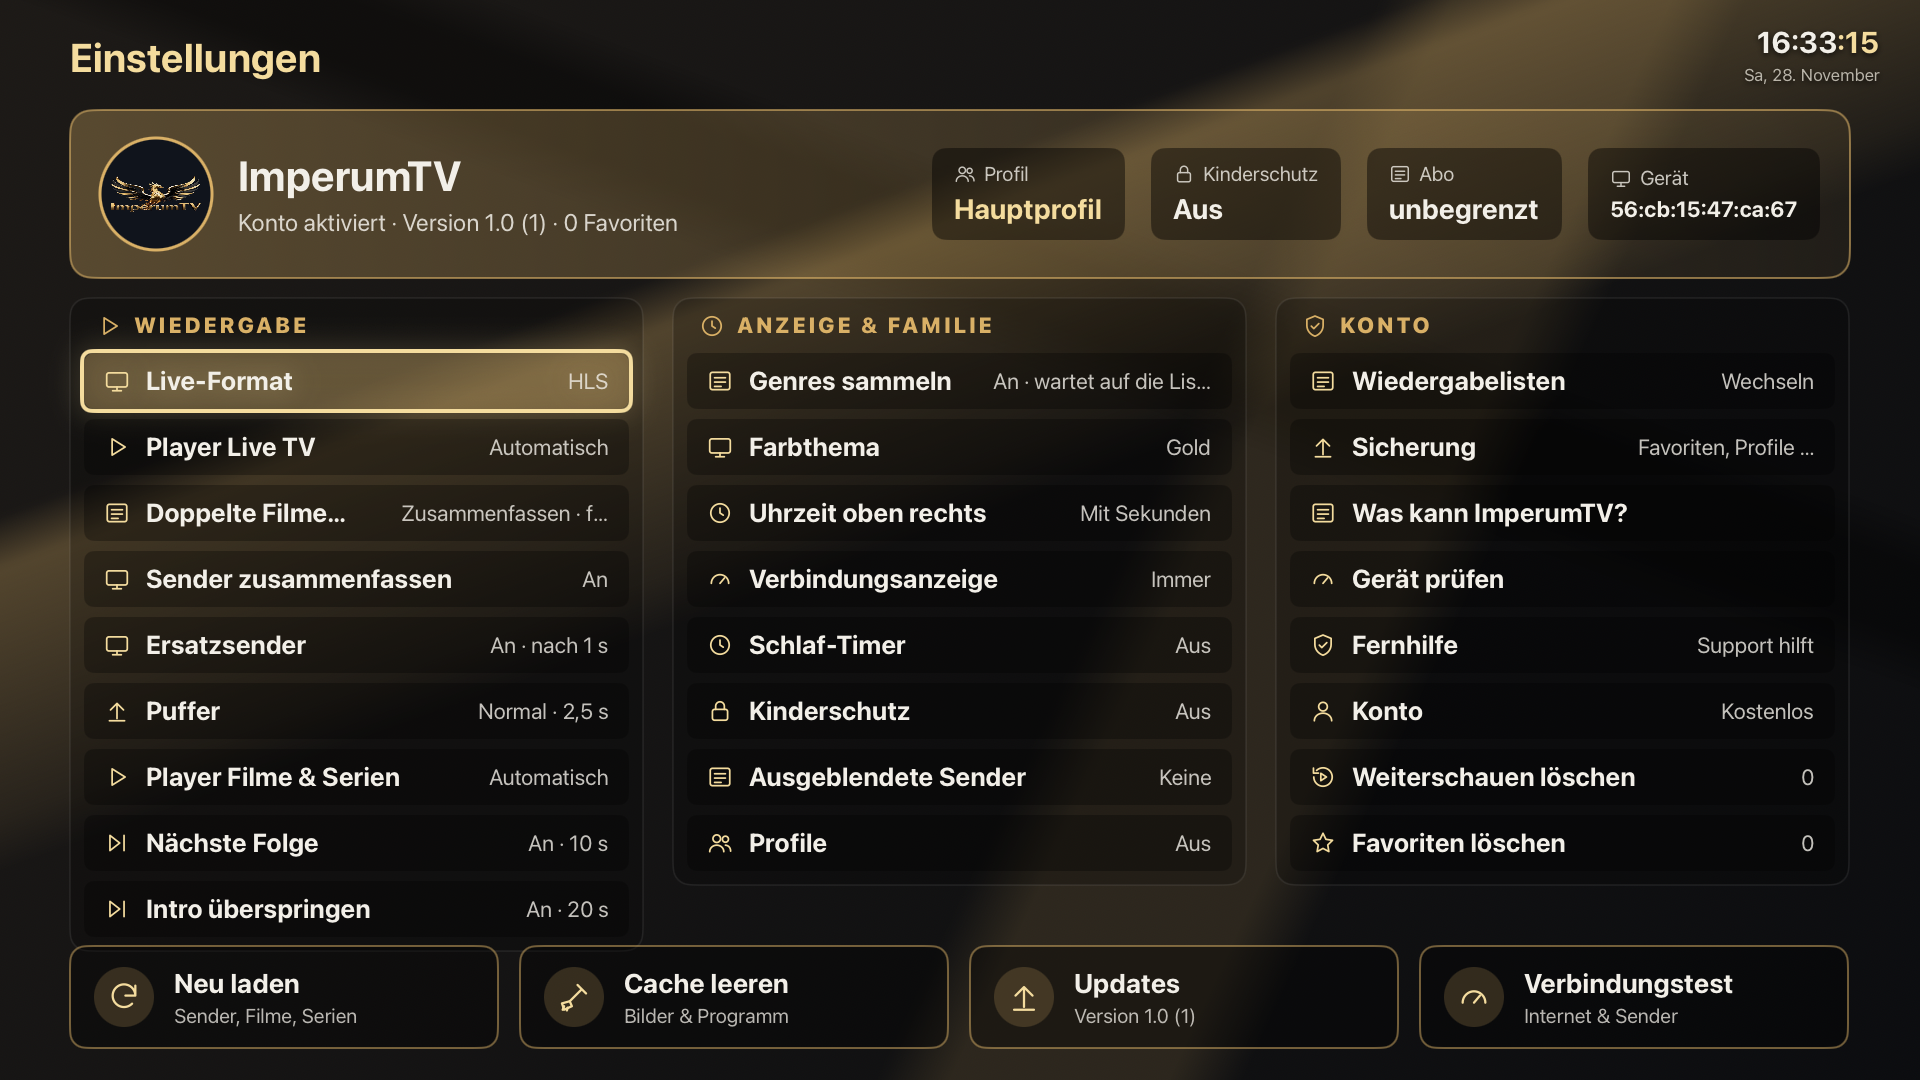 Einstellungen
16:33:15
Sa, 28. November
ImperumTV
ImperumTV
Konto aktiviert · Version 1.0 (1) · 0 Favoriten
Profil
Hauptprofil
Kinderschutz
Aus
Abo
unbegrenzt
Gerät
56:cb:15:47:ca:67
WIEDERGABE
Live-Format HLS
Player Live TV Automatisch
Doppelte Filme... Zusammenfassen · f...
Sender zusammenfassen An
Ersatzsender An · nach 1 s
Puffer Normal · 2,5 s
Player Filme & Serien Automatisch
Nächste Folge An · 10 s
Intro überspringen An · 20 s
ANZEIGE & FAMILIE
Genres sammeln An · wartet auf die Lis...
Farbthema Gold
Uhrzeit oben rechts Mit Sekunden
Verbindungsanzeige Immer
Schlaf-Timer Aus
Kinderschutz Aus
Ausgeblendete Sender Keine
Profile Aus
KONTO
Wiedergabelisten Wechseln
Sicherung Favoriten, Profile ...
Was kann ImperumTV?
Gerät prüfen
Fernhilfe Support hilft
Konto Kostenlos
Weiterschauen löschen 0
Favoriten löschen 0
Neu laden
Sender, Filme, Serien
Cache leeren
Bilder & Programm
Updates
Version 1.0 (1)
Verbindungstest
Internet & Sender